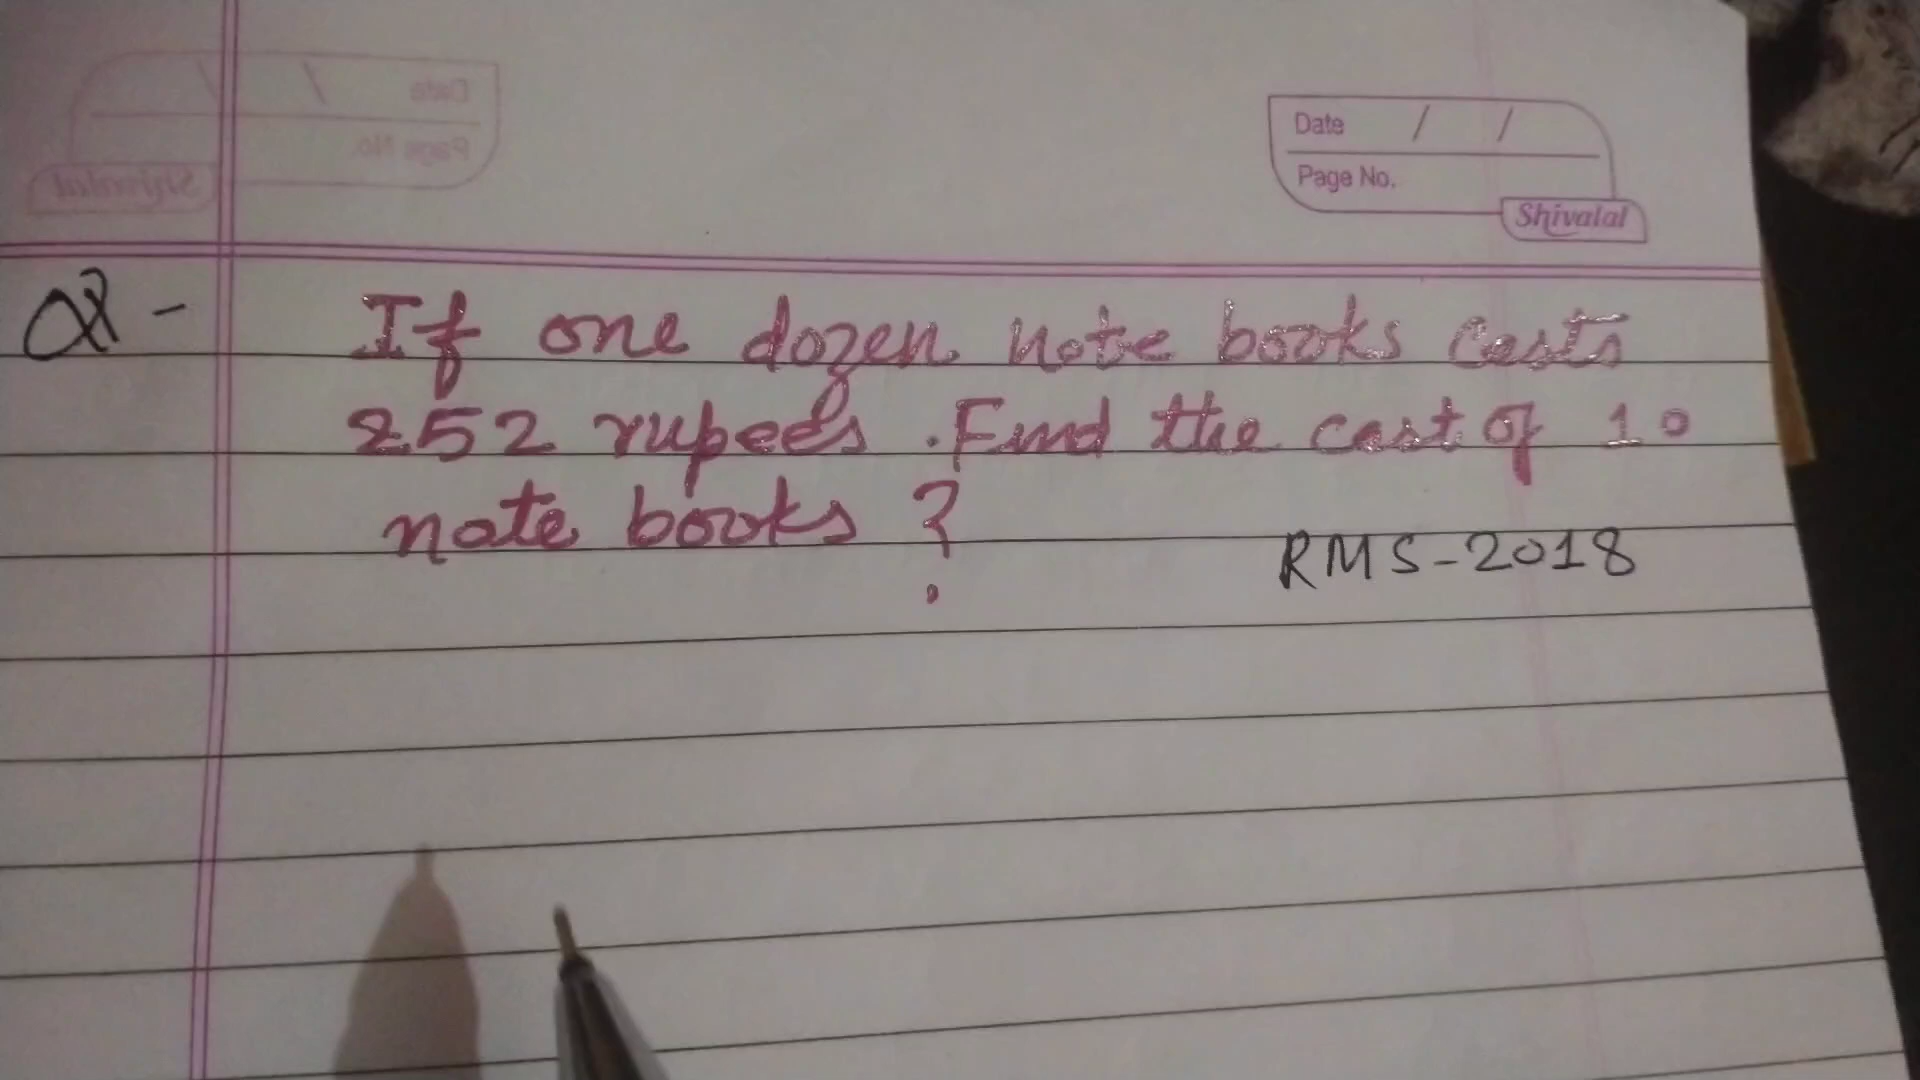 Date / /
Page No.
Shivalal
Q - If one dozen note books costs
252 rupees. Find the cost of 10
note books ?
RMS-2018